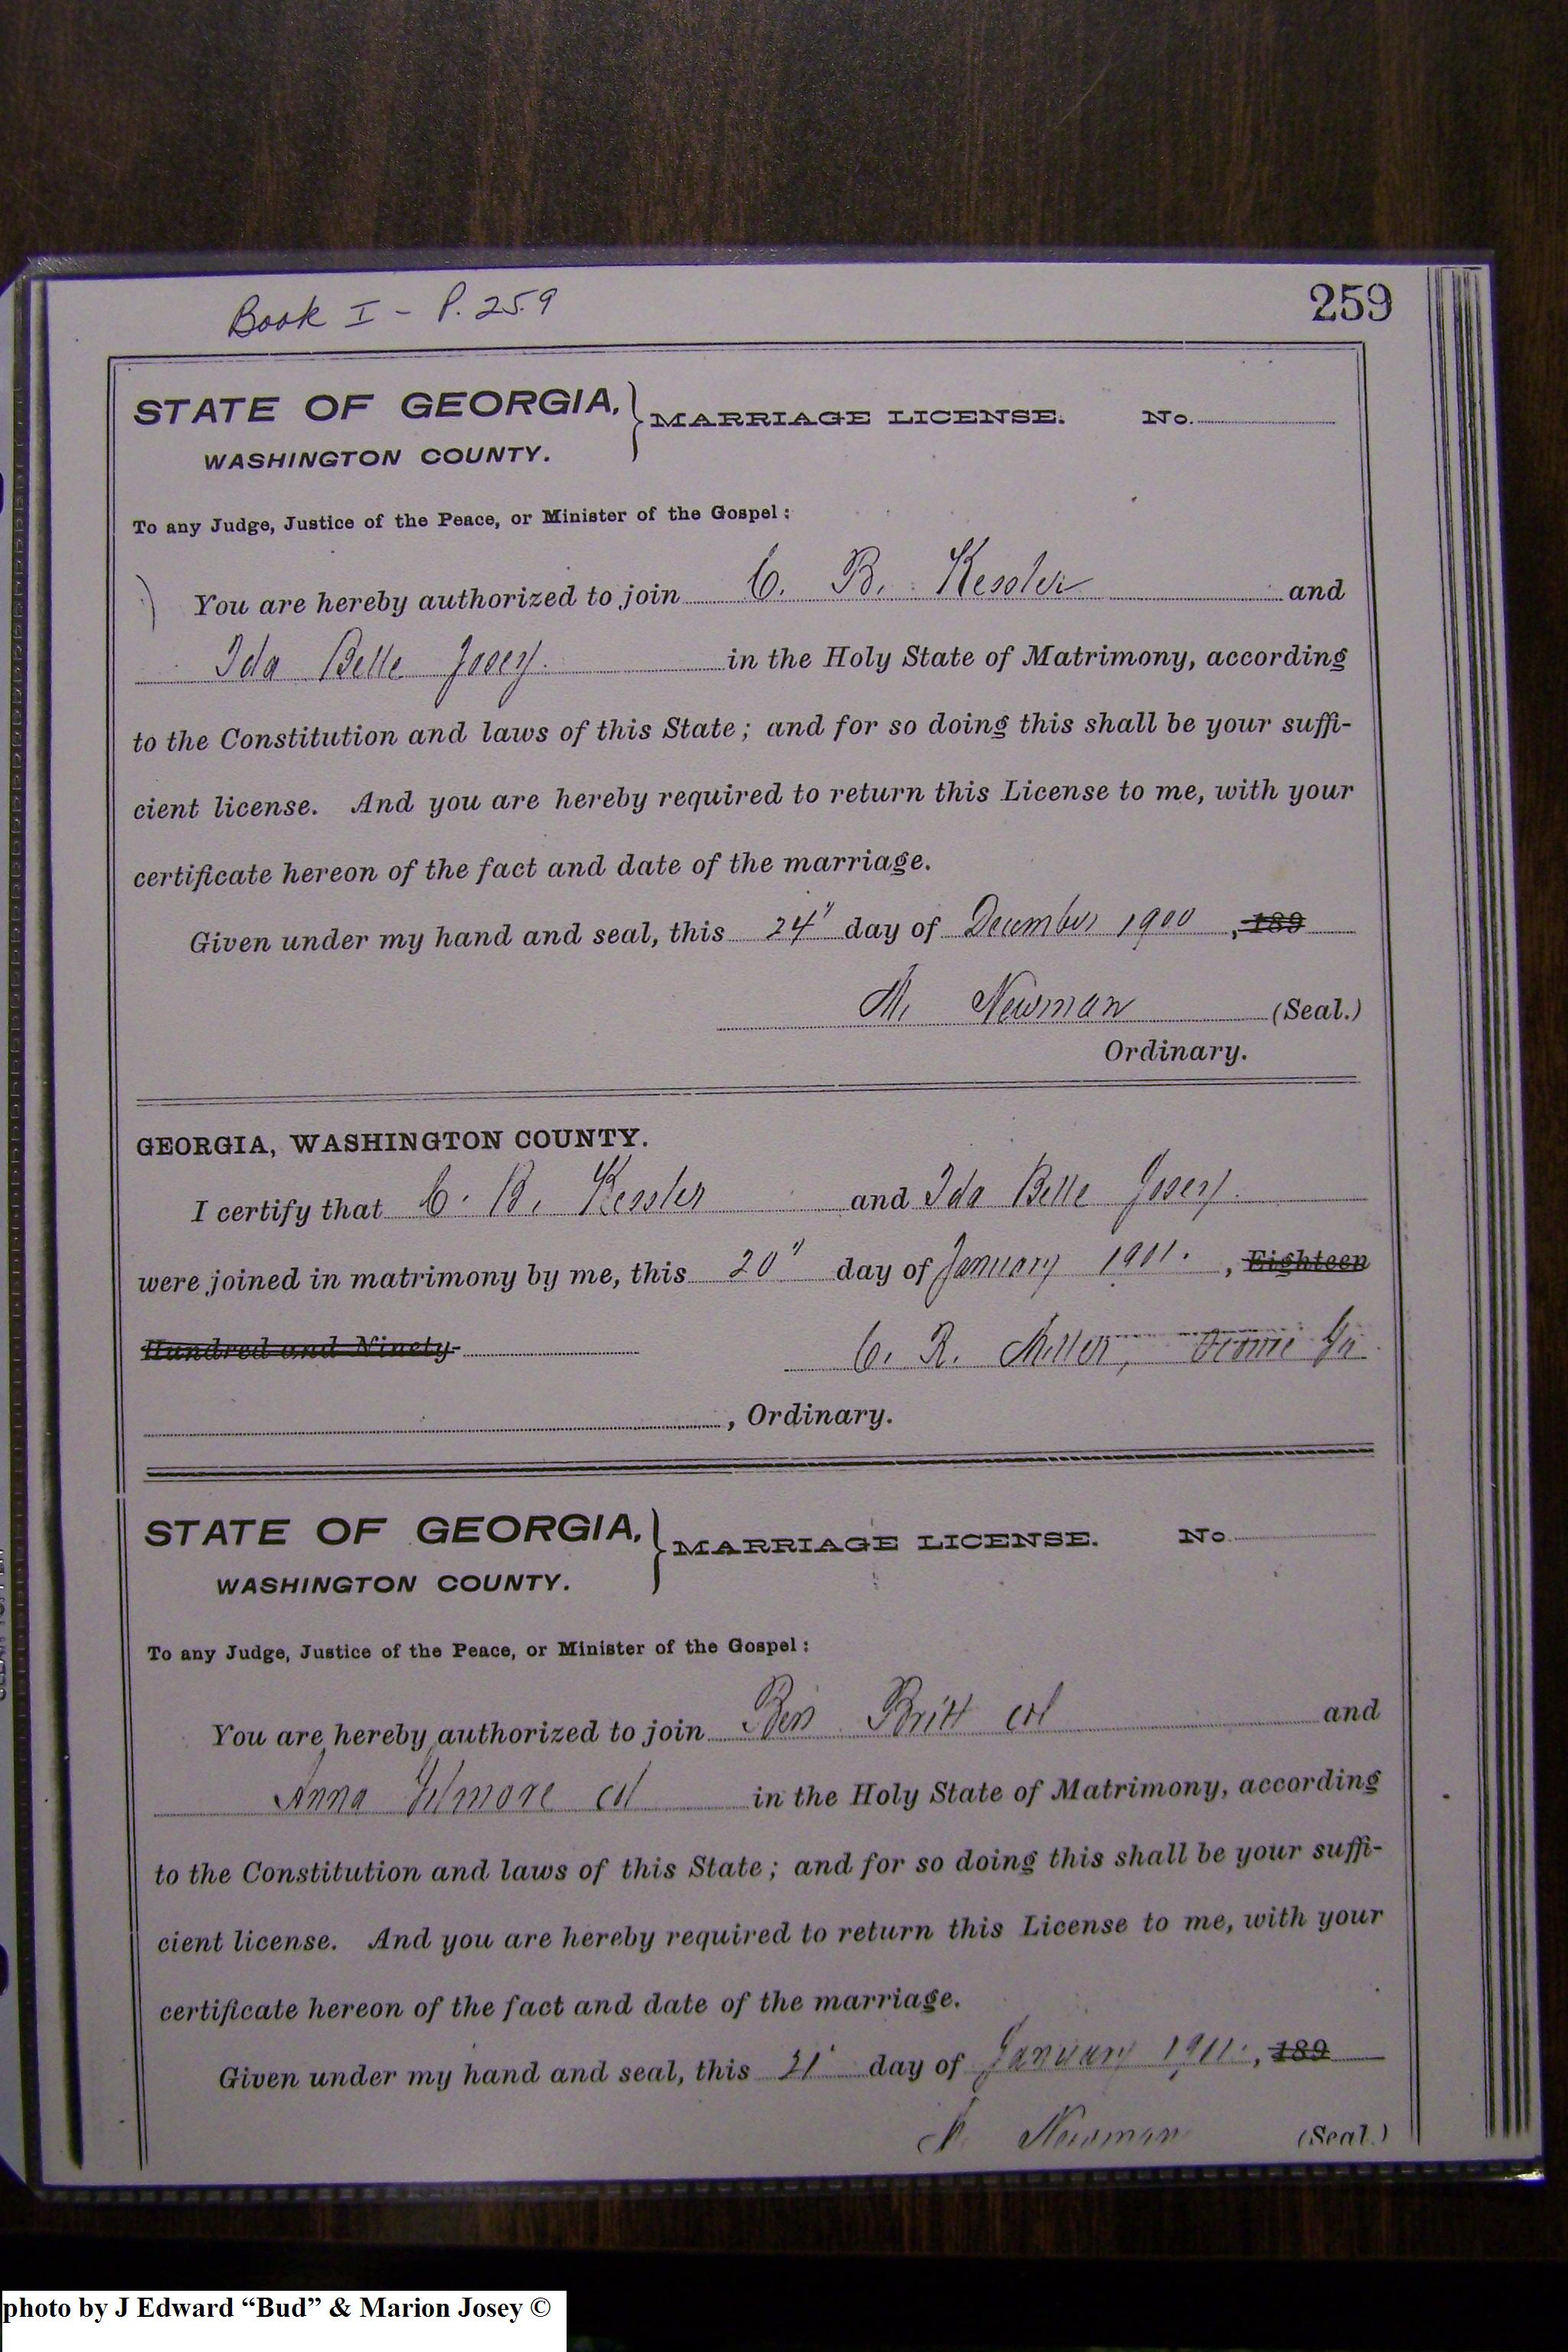 Book I - P. 259
259
STATE OF GEORGIA,
WASHINGTON COUNTY.
MARRIAGE LICENSE. No.
To any Judge, Justice of the Peace, or Minister of the Gospel:
You are hereby authorized to join C. B. Kessler and
Ida Belle Josey in the Holy State of Matrimony, according
to the Constitution and laws of this State; and for so doing this shall be your suffi-
cient license. And you are hereby required to return this License to me, with your
certificate hereon of the fact and date of the marriage.
Given under my hand and seal, this 24" day of December 1900, 189
M. Newman (Seal.)
Ordinary.
GEORGIA, WASHINGTON COUNTY.
I certify that C. B. Kessler and Ida Belle Josey.
were joined in matrimony by me, this 20" day of January 1901. , Eighteen
Hundred and Ninety-
C. R. Miller, Ga
, Ordinary.
STATE OF GEORGIA,
WASHINGTON COUNTY.
MARRIAGE LICENSE. No
To any Judge, Justice of the Peace, or Minister of the Gospel:
You are hereby authorized to join Ben Britt col and
Anna Gilmore col in the Holy State of Matrimony, according
to the Constitution and laws of this State; and for so doing this shall be your suffi-
cient license. And you are hereby required to return this License to me, with your
certificate hereon of the fact and date of the marriage.
Given under my hand and seal, this day of January 1901., 189
M. Newman (Seal.)
photo by J Edward “Bud” & Marion Josey ©